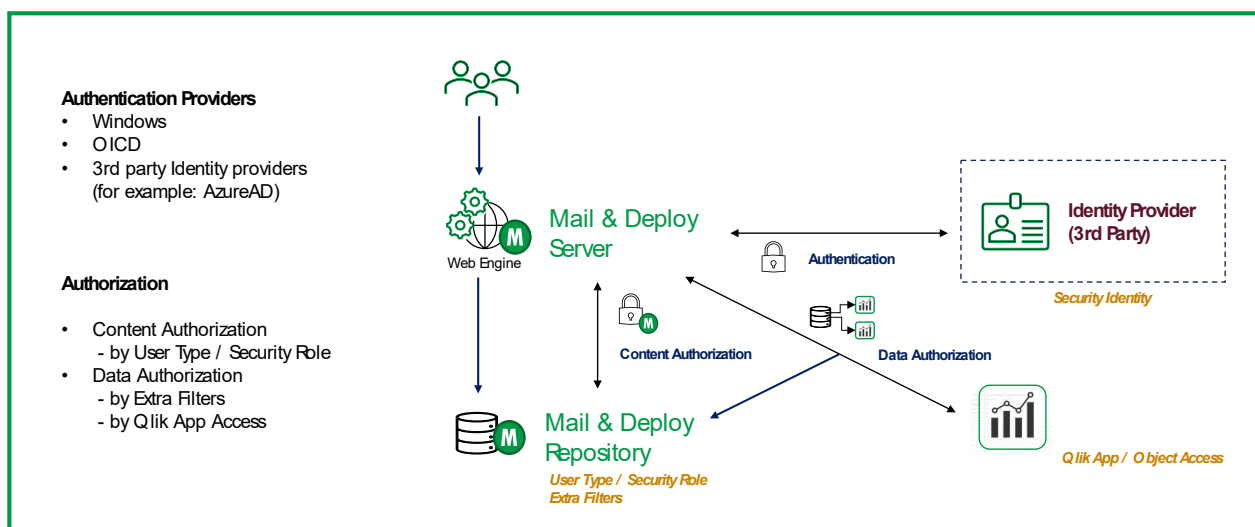 Authentication Providers
• Windows
• OICD
• 3rd party Identity providers
(for example: AzureAD)
Authorization
• Content Authorization
- by User Type / Security Role
• Data Authorization
- by Extra Filters
- by Qlik App Access
M
Web Engine
Mail & Deploy
Server
Authentication
Identity Provider
(3rd Party)
Security Identity
M
Content Authorization
Data Authorization
M
Mail & Deploy
Repository
User Type / Security Role
Extra Filters
Qlik App / Object Access